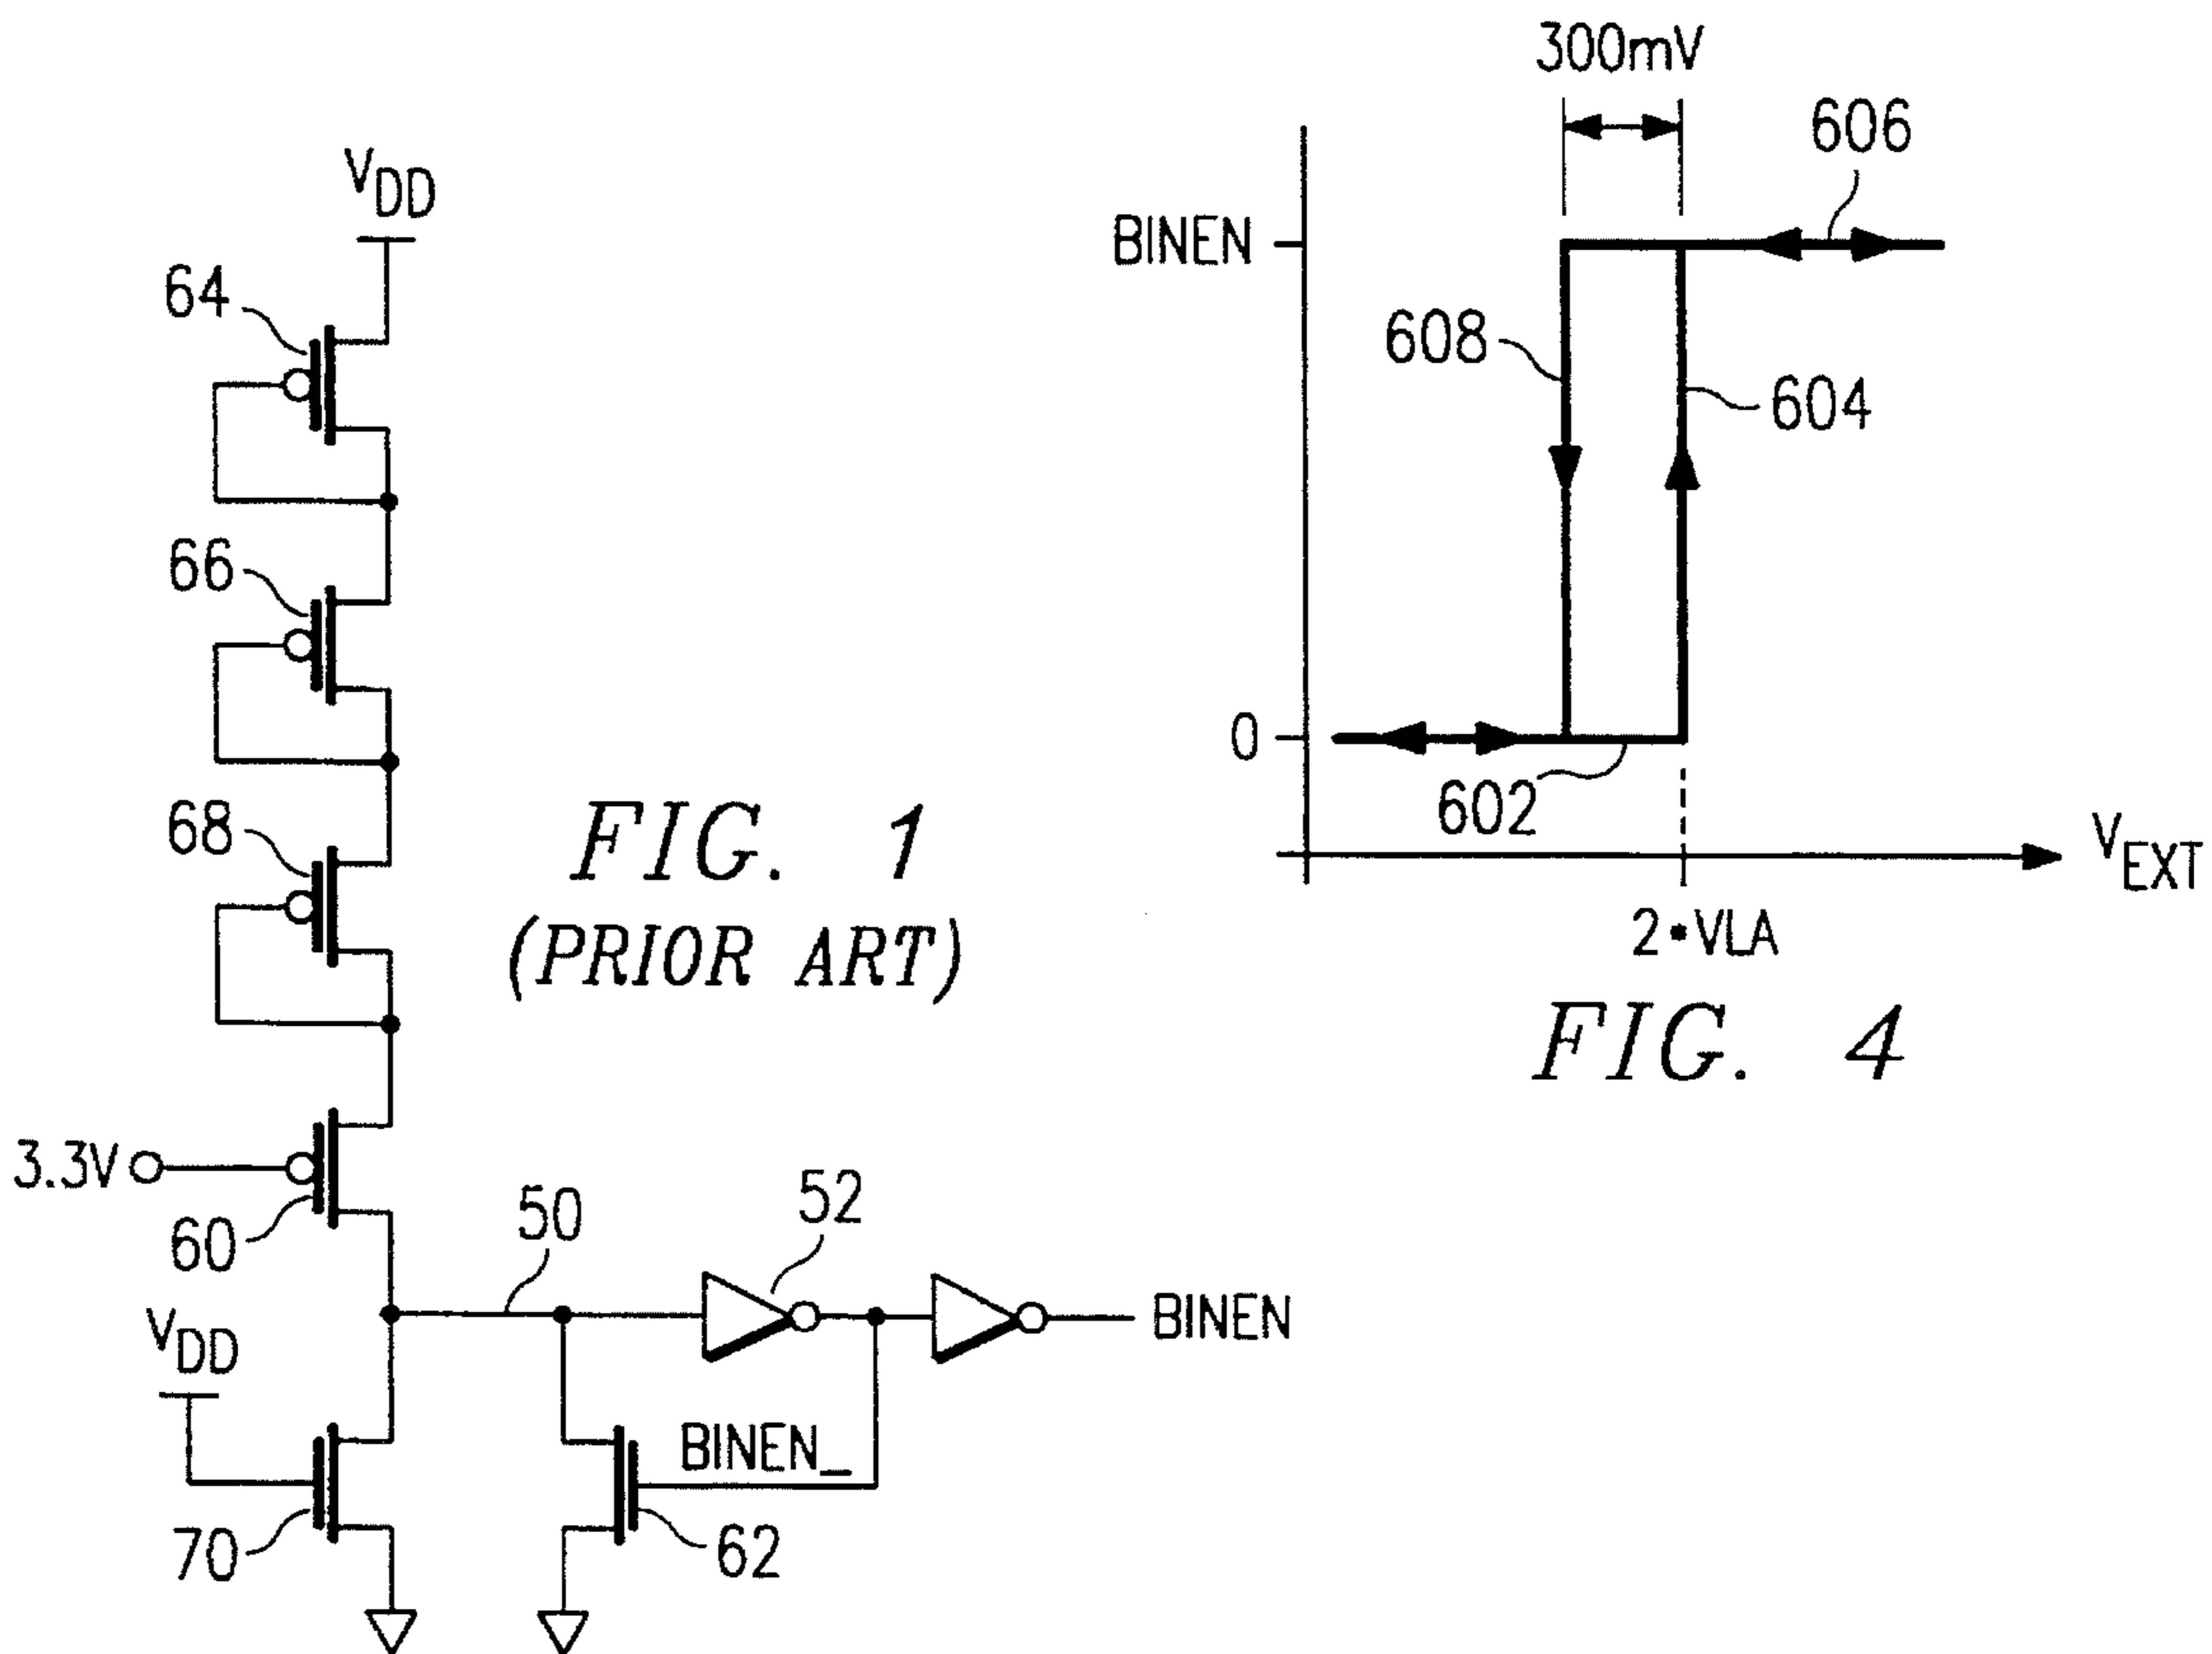 V_DD
64
66
68
3.3V
60
50
52
V_DD
BINEN
BINEN_
70
62
FIG. 1
(PRIOR ART)
300mV
606
BINEN
608
604
0
602
V_EXT
2•VLA
FIG. 4